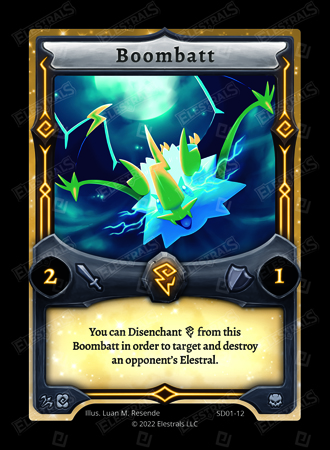 Boombatt
2
1
You can Disenchant from this
Boombatt in order to target and destroy
an opponent's Elestral.
Illus. Luan M. Resende
SD01-12
© 2022 Elestrals LLC
ELESTRALS